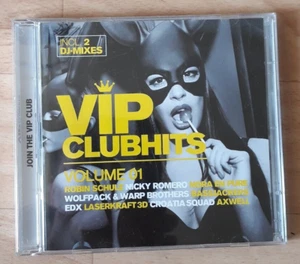 INCL. 2
DJ-MIXES
JOIN THE VIP CLUB
VIP
CLUBHITS
VOLUME 01
ROBIN SCHULZ NICKY ROMERO
WOLFPACK & WARP BROTHERS
EDX LASERKRAFT 3D CROATIA SQUAD AXWELL